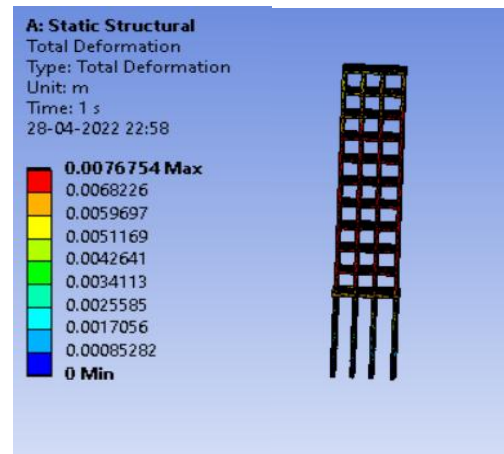 A: Static Structural
Total Deformation
Type: Total Deformation
Unit: m
Time: 1 s
28-04-2022 22:58
0.0076754 Max
0.0068226
0.0059697
0.0051169
0.0042641
0.0034113
0.0025585
0.0017056
0.00085282
0 Min